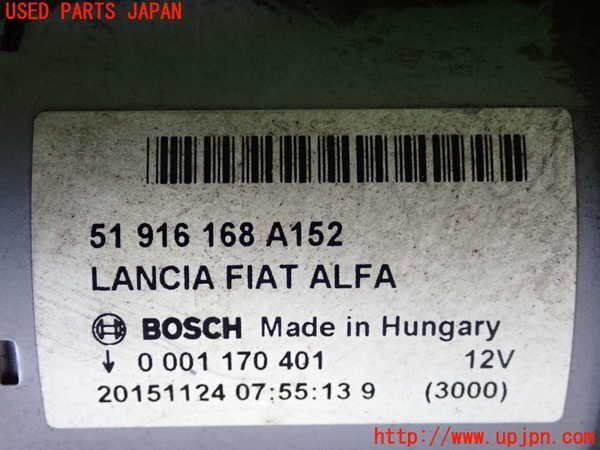 USED PARTS JAPAN
51 916 168 A152
LANCIA FIAT ALFA
BOSCH Made in Hungary
↓ 0 001 170 401 12V
20151124 07:55:13 9 (3000)
http://www.upjpn.com/